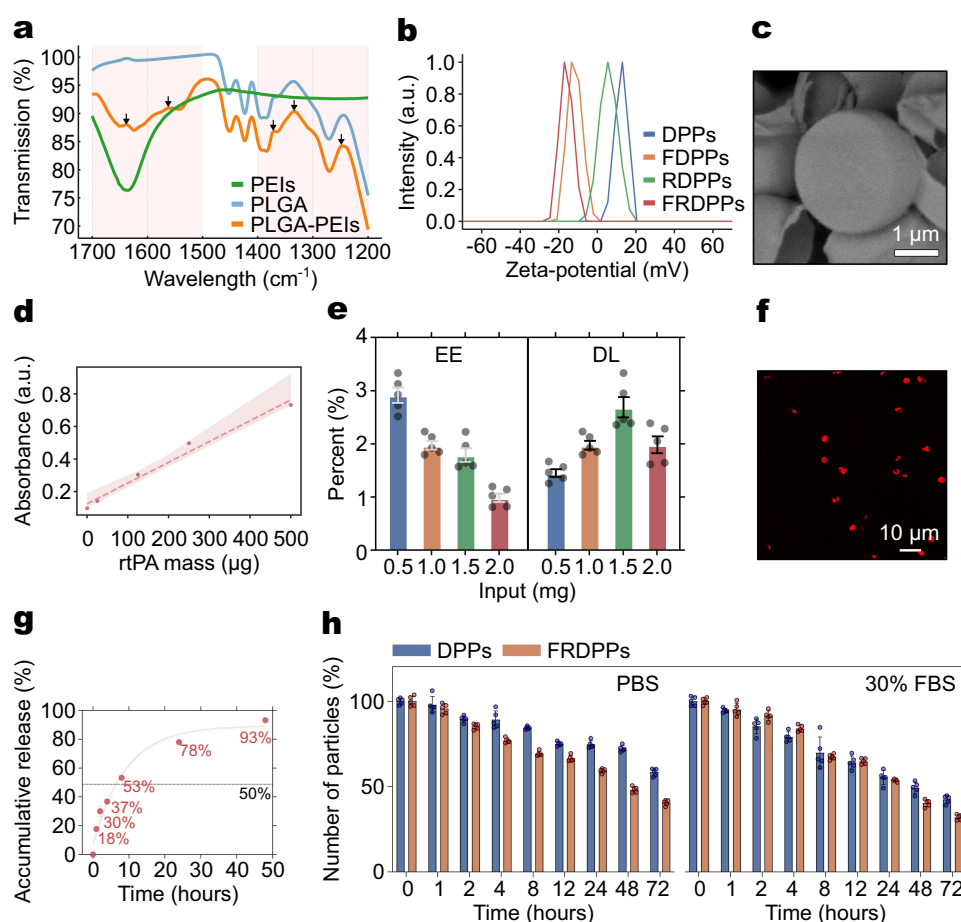 a
Transmission (%)
100
95
90
85
80
75
70
PEIs
PLGA
PLGA-PEIs
1700 1600 1500 1400 1300 1200
Wavelength (cm⁻¹)
b
Intensity (a.u.)
1.0
0.8
0.6
0.4
0.2
0.0
DPPs
FDPPs
RDPPs
FRDPPs
-60 -40 -20 0 20 40 60
Zeta-potential (mV)
c
1 µm
d
Absorbance (a.u.)
0.8
0.6
0.4
0.2
0 100 200 300 400 500
rtPA mass (µg)
e
Percent (%)
4
3
2
1
0
EE
DL
0.5 1.0 1.5 2.0 0.5 1.0 1.5 2.0
Input (mg)
f
10 µm
g
Accumulative release (%)
100
80
60
40
20
0
93%
78%
53%
50%
37%
30%
18%
0 10 20 30 40 50
Time (hours)
h
DPPs FRDPPs
Number of particles (%)
100
50
0
PBS
30% FBS
0 1 2 4 8 12 24 48 72
0 1 2 4 8 12 24 48 72
Time (hours)
Time (hours)